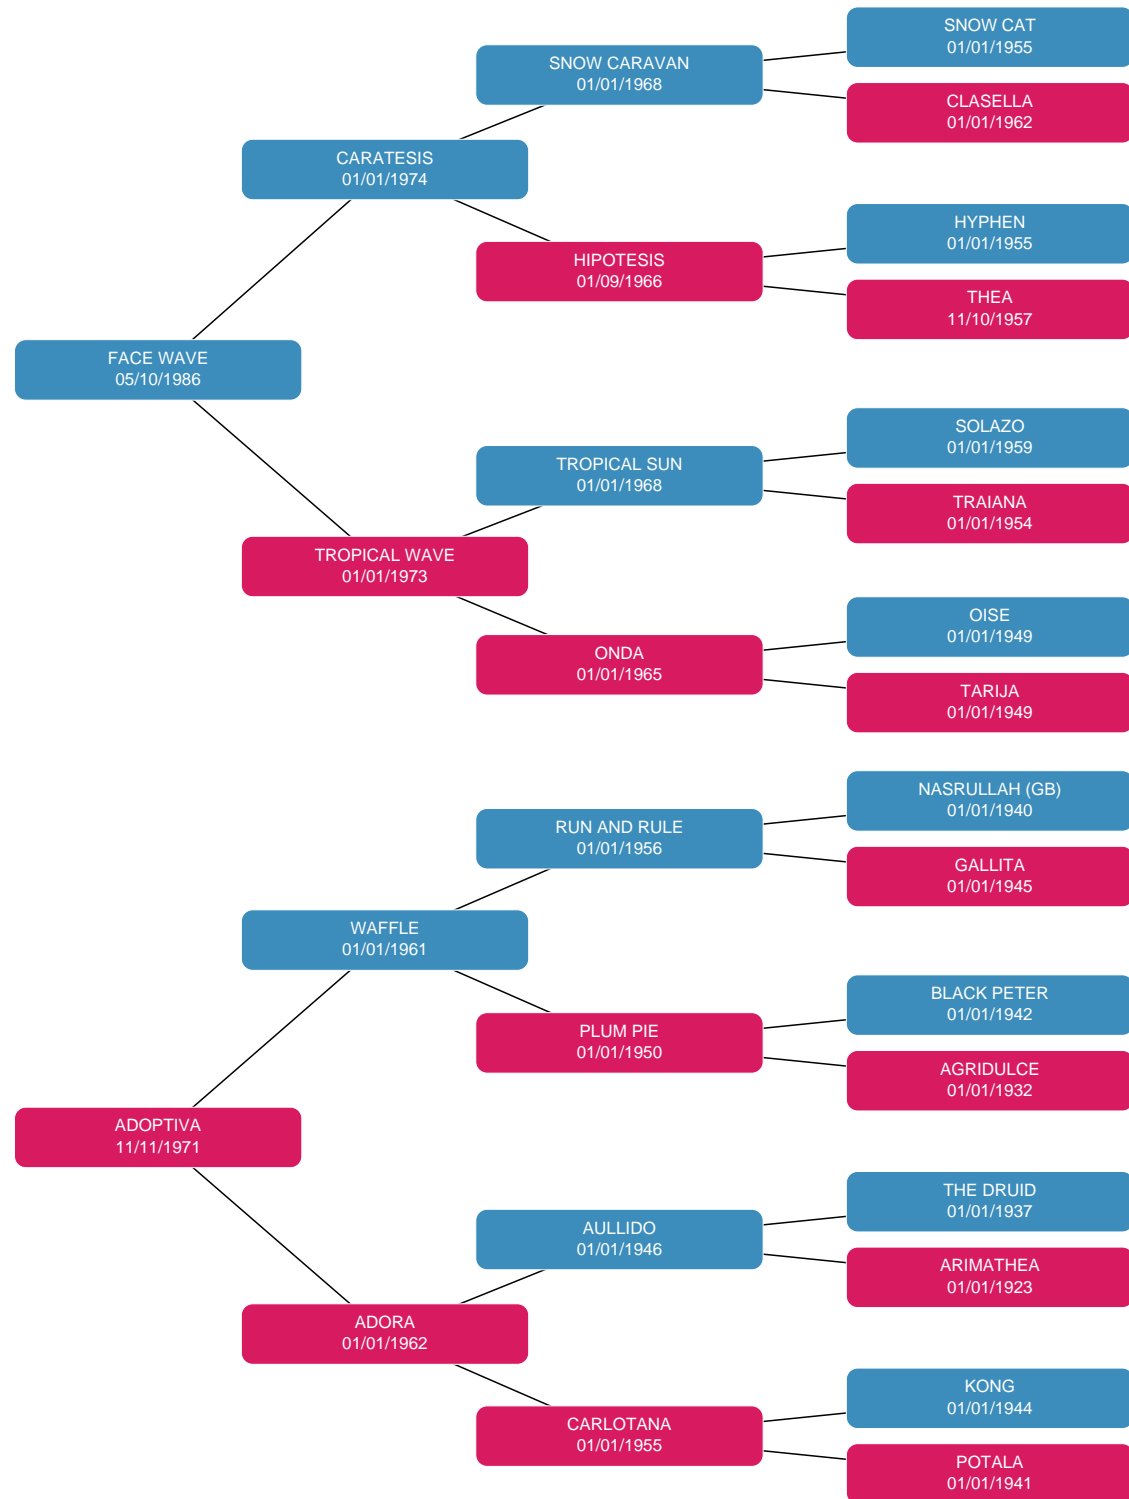 SNOW CAT
01/01/1955
SNOW CARAVAN
01/01/1968
CLASELLA
01/01/1962
CARATESIS
01/01/1974
HYPHEN
01/01/1955
HIPOTESIS
01/09/1966
THEA
11/10/1957
FACE WAVE
05/10/1986
SOLAZO
01/01/1959
TROPICAL SUN
01/01/1968
TRAIANA
01/01/1954
TROPICAL WAVE
01/01/1973
OISE
01/01/1949
ONDA
01/01/1965
TARIJA
01/01/1949
NASRULLAH (GB)
01/01/1940
RUN AND RULE
01/01/1956
GALLITA
01/01/1945
WAFFLE
01/01/1961
BLACK PETER
01/01/1942
PLUM PIE
01/01/1950
AGRIDULCE
01/01/1932
ADOPTIVA
11/11/1971
THE DRUID
01/01/1937
AULLIDO
01/01/1946
ARIMATHEA
01/01/1923
ADORA
01/01/1962
KONG
01/01/1944
CARLOTANA
01/01/1955
POTALA
01/01/1941